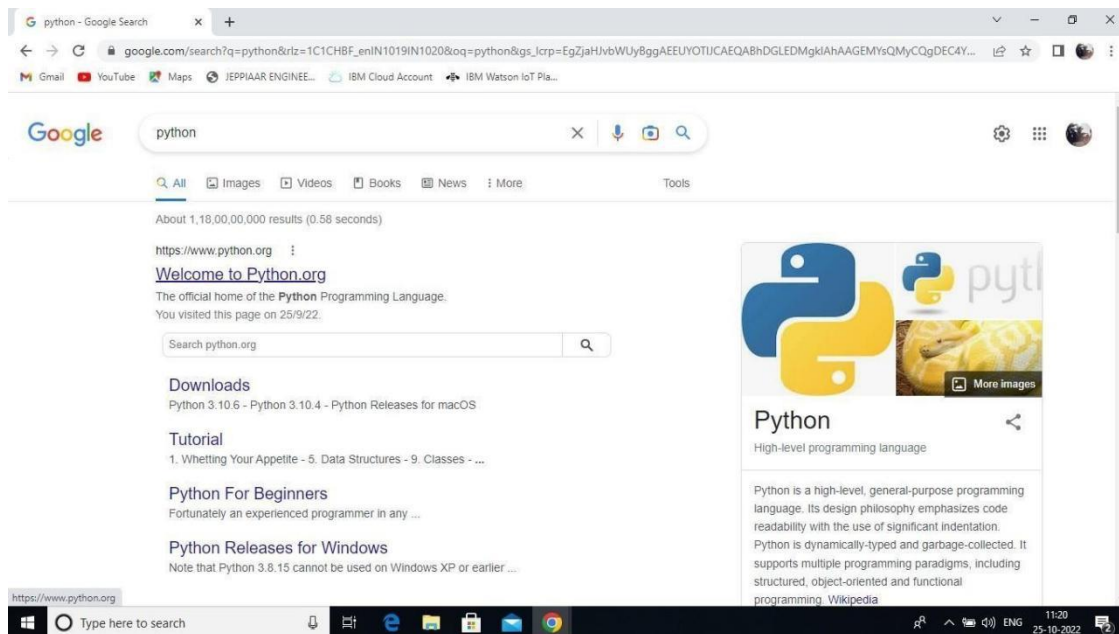 python - Google Search
google.com/search?q=python&rlz=1C1CHBF_enIN1019IN1020&oq=python&gs_lcrp=EgZjaHJvbWUyBggAEEUYOTIJCAEQABhDGLEDMgkIAhAAGEMYsQMyCQgDEC4Y...
Gmail YouTube Maps JEPPIAAR ENGINEE... IBM Cloud Account IBM Watson IoT Pla...
Google
python
All Images Videos Books News More Tools
About 1,18,00,00,000 results (0.58 seconds)
https://www.python.org
Welcome to Python.org
The official home of the Python Programming Language.
You visited this page on 25/9/22.
Search python.org
Downloads
Python 3.10.6 - Python 3.10.4 - Python Releases for macOS
Tutorial
1. Whetting Your Appetite - 5. Data Structures - 9. Classes - ...
Python For Beginners
Fortunately an experienced programmer in any ...
Python Releases for Windows
Note that Python 3.8.15 cannot be used on Windows XP or earlier ...
pyth
More images
Python
High-level programming language
Python is a high-level, general-purpose programming
language. Its design philosophy emphasizes code
readability with the use of significant indentation.
Python is dynamically-typed and garbage-collected. It
supports multiple programming paradigms, including
structured, object-oriented and functional
programming. Wikipedia
https://www.python.org
Type here to search
ENG
11:20
25-10-2022
2